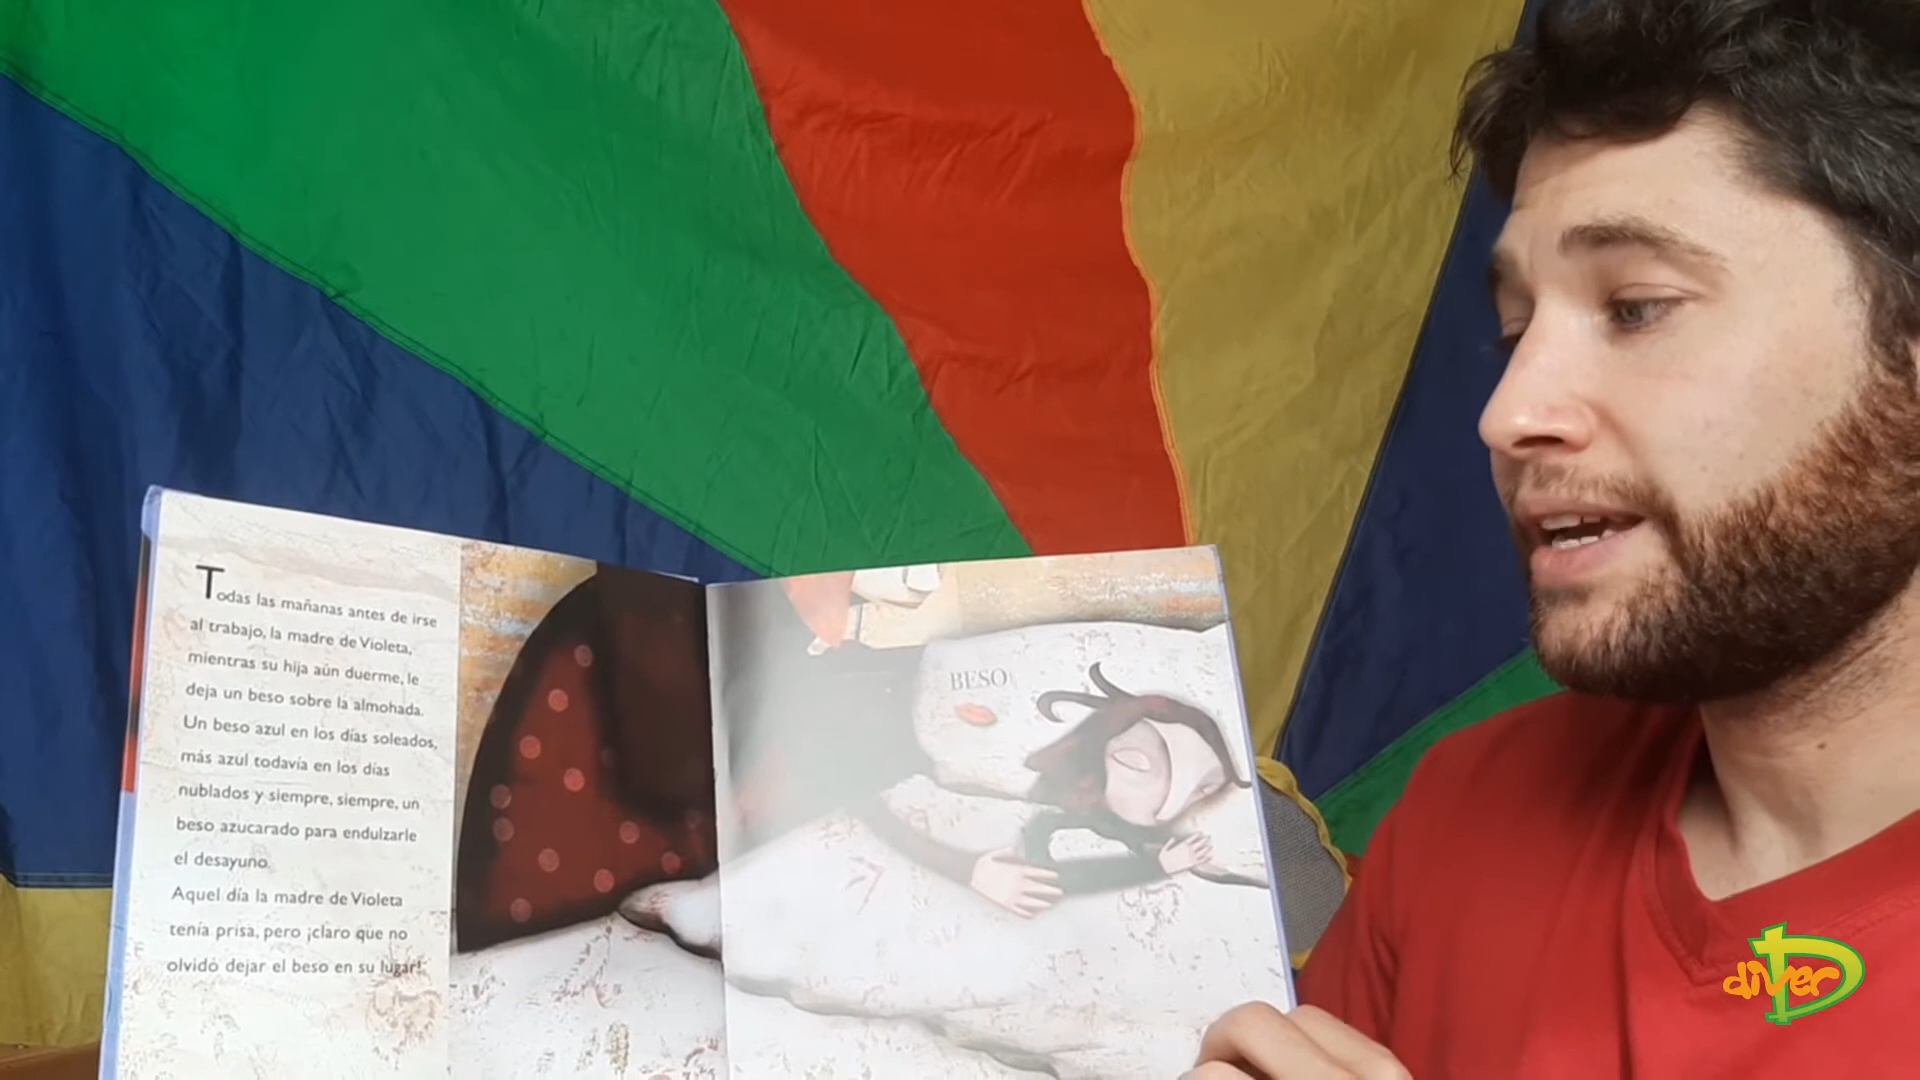 Todas las mañanas antes de irse
al trabajo, la madre de Violeta,
mientras su hija aún duerme, le
deja un beso sobre la almohada.
Un beso azul en los días soleados,
más azul todavía en los días
nublados y siempre, siempre, un
beso azucarado para endulzarle
el desayuno.
Aquel día la madre de Violeta
tenía prisa, pero ¡claro que no
olvidó dejar el beso en su lugar!
BESO
diver D